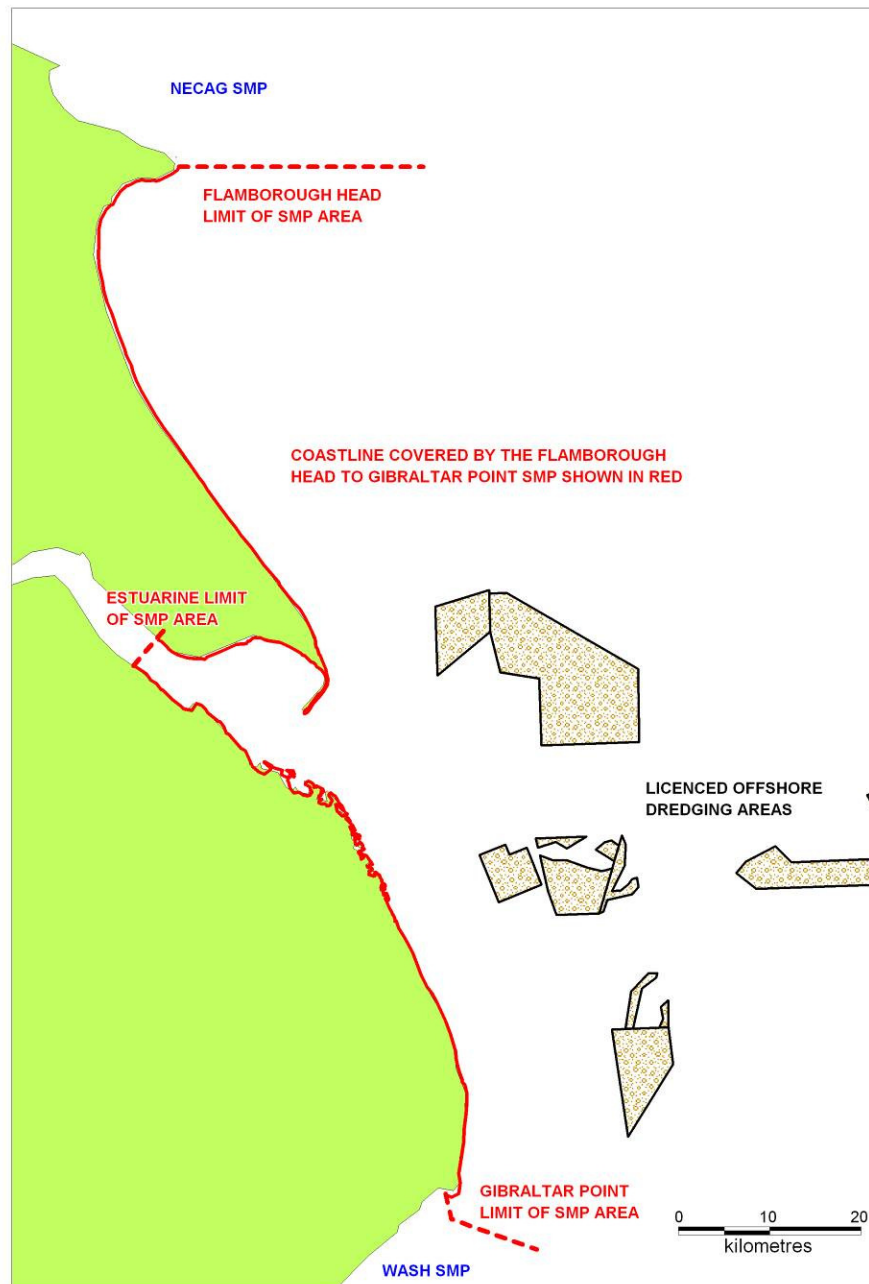 NECAG SMP
FLAMBOROUGH HEAD
LIMIT OF SMP AREA
COASTLINE COVERED BY THE FLAMBOROUGH
HEAD TO GIBRALTAR POINT SMP SHOWN IN RED
ESTUARINE LIMIT
OF SMP AREA
LICENCED OFFSHORE
DREDGING AREAS
GIBRALTAR POINT
LIMIT OF SMP AREA
0 10 20
kilometres
WASH SMP